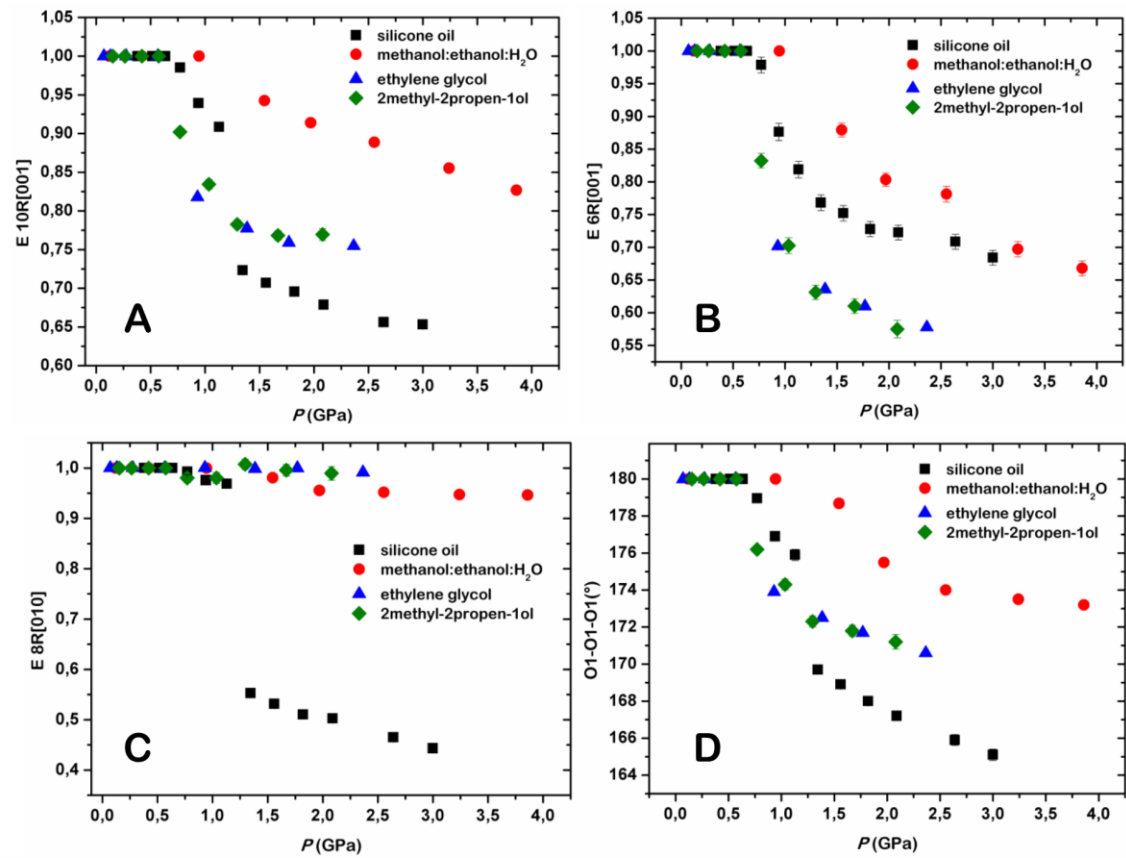 1,00
0,95
0,90
0,85
0,80
0,75
0,70
0,65
0,60
E 10R[001]
silicone oil
methanol:ethanol:H₂O
ethylene glycol
2methyl-2propen-1ol
A
0,0 0,5 1,0 1,5 2,0 2,5 3,0 3,5 4,0
P (GPa)
1,00
0,95
0,90
0,85
0,80
0,75
0,70
0,65
0,60
0,55
E 6R[001]
silicone oil
methanol:ethanol:H₂O
ethylene glycol
2methyl-2propen-1ol
B
0,0 0,5 1,0 1,5 2,0 2,5 3,0 3,5 4,0
P (GPa)
1,0
0,9
0,8
0,7
0,6
0,5
0,4
E 8R[010]
silicone oil
methanol:ethanol:H₂O
ethylene glycol
2methyl-2propen-1ol
C
0,0 0,5 1,0 1,5 2,0 2,5 3,0 3,5 4,0
P (GPa)
180
178
176
174
172
170
168
166
164
O1-O1-O1(°)
silicone oil
methanol:ethanol:H₂O
ethylene glycol
2methyl-2propen-1ol
D
0,0 0,5 1,0 1,5 2,0 2,5 3,0 3,5 4,0
P (GPa)